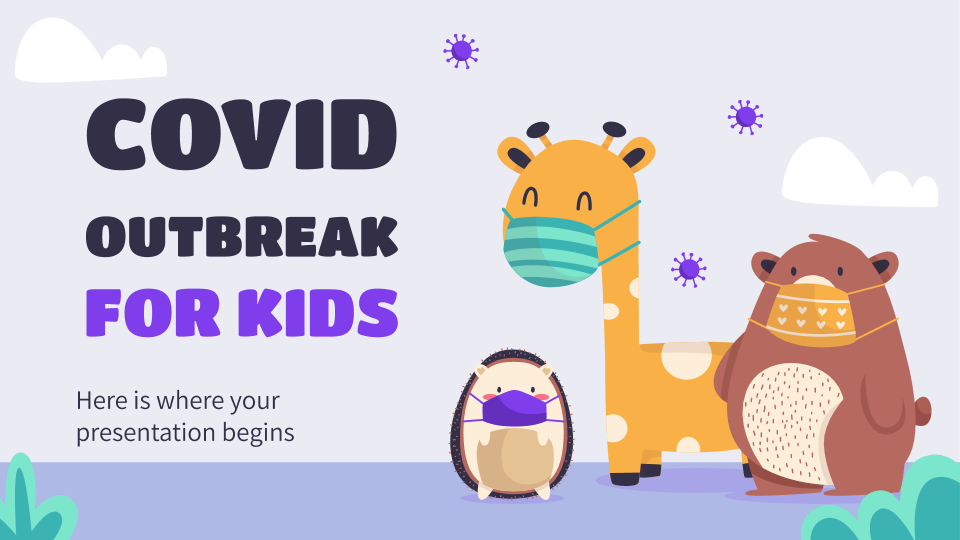 COVID
OUTBREAK
FOR KIDS
Here is where your
presentation begins